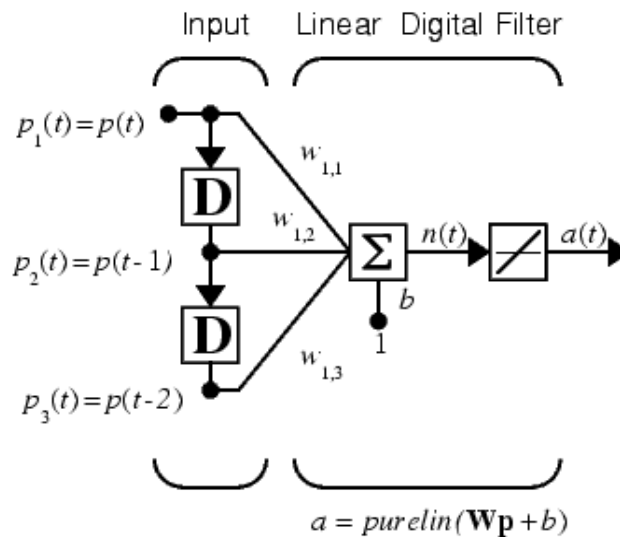 Input Linear Digital Filter
p1(t)=p(t)
w1,1
D
w1,2
n(t) a(t)
p2(t)=p(t-1)
Σ
b
D
1
w1,3
p3(t)=p(t-2)
a = purelin(Wp+b)